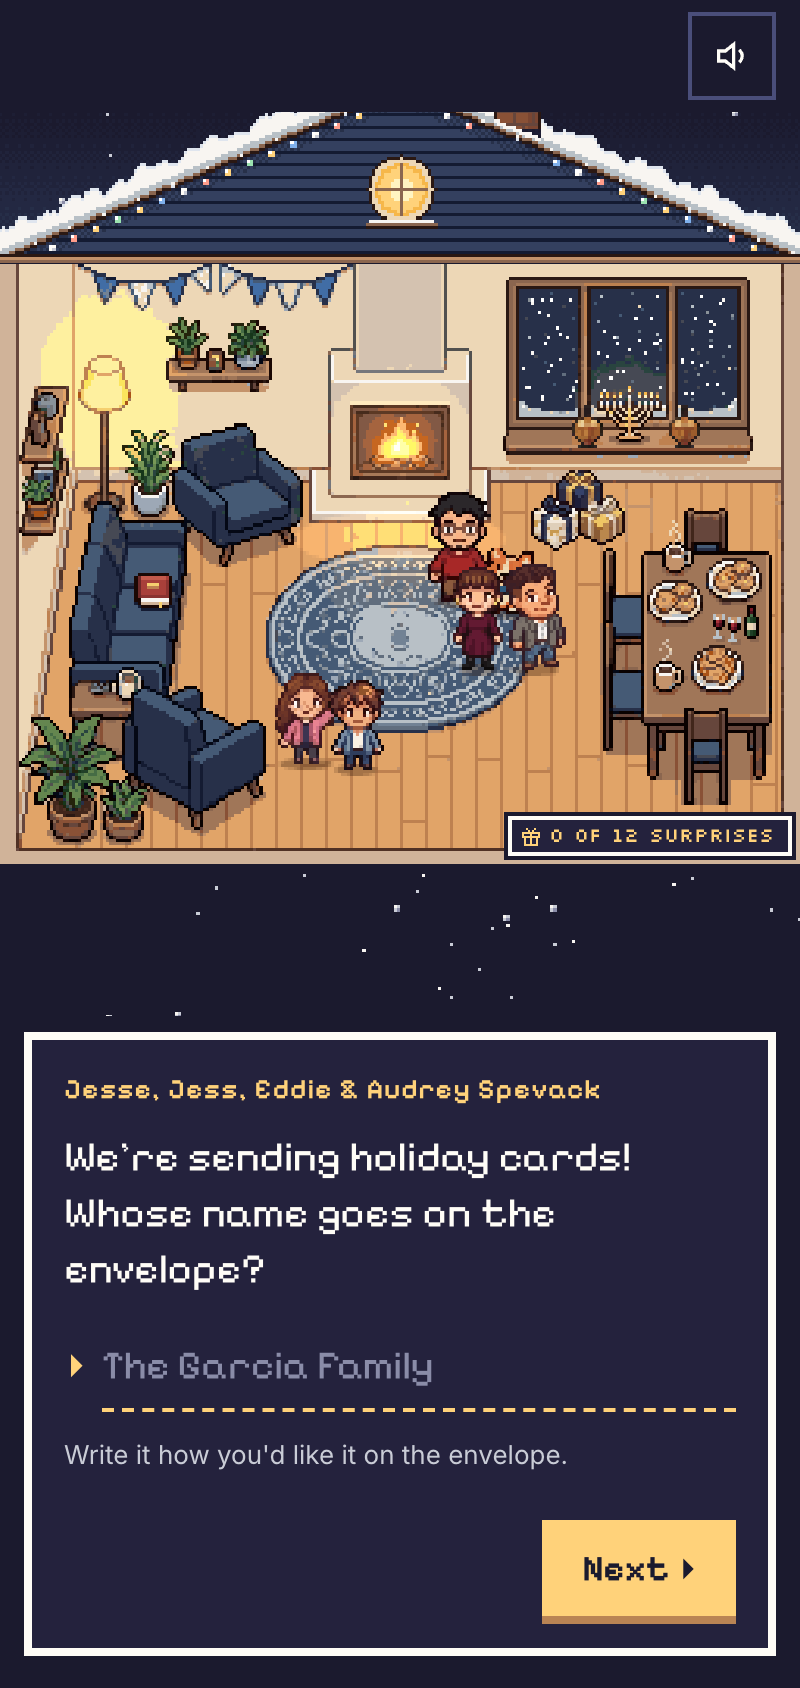 0 OF 12 SURPRISES
Jesse, Jess, Eddie & Audrey Spevack
We’re sending holiday cards!
Whose name goes on the
envelope?
The Garcia Family
Write it how you'd like it on the envelope.
Next